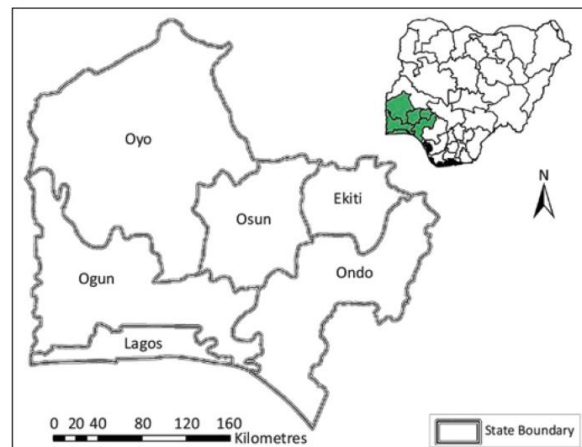 Oyo
N
Ekiti
Osun
Ondo
Ogun
Lagos
0 20 40 80 120 160
Kilometres
State Boundary